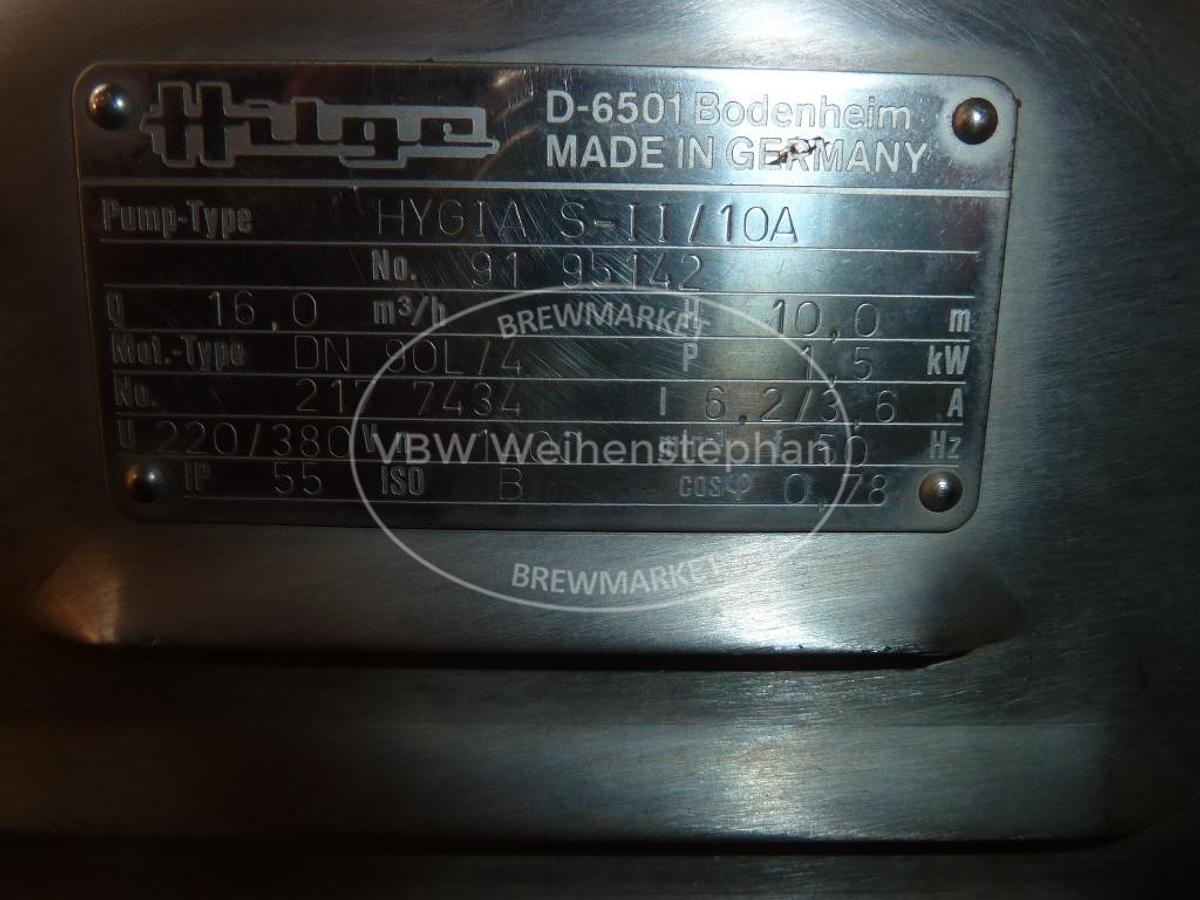 Hilge
D-6501 Bodenheim
MADE IN GERMANY
Pump-Type HYGIA S-II/10A
No. 91 95142
Q 16,0 m³/h H 10,0 m
BREWMARKET
Mot.-Type DN 90L/4 P 1,5 kW
No. 217 7434 I 6,2/3,6 A
U 220/380 V n min⁻¹ f 50 Hz
VBW Weihenstephan
IP 55 ISO B cosφ 0,78
BREWMARKET